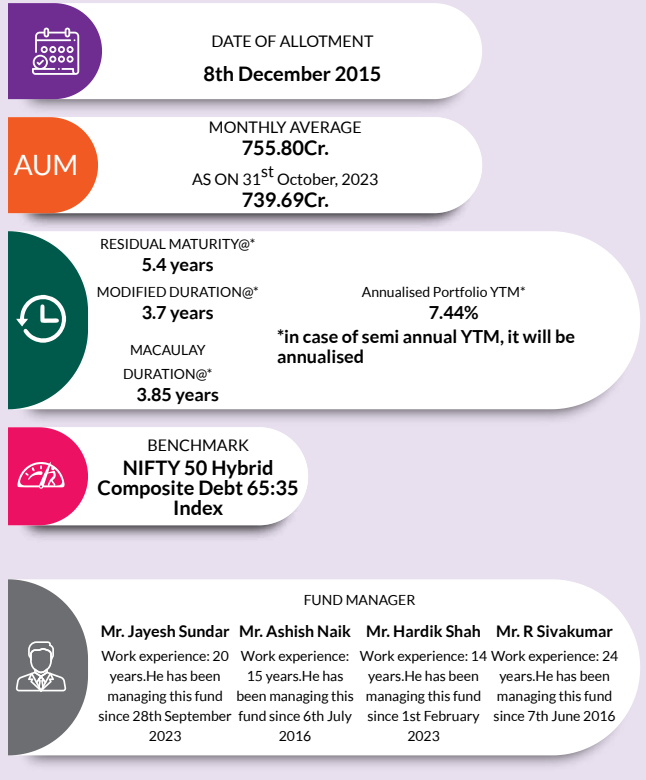 DATE OF ALLOTMENT
8th December 2015
AUM
MONTHLY AVERAGE
755.80Cr.
AS ON 31st October, 2023
739.69Cr.
RESIDUAL MATURITY@*
5.4 years
MODIFIED DURATION@*
3.7 years
MACAULAY
DURATION@*
3.85 years
Annualised Portfolio YTM*
7.44%
*in case of semi annual YTM, it will be
annualised
BENCHMARK
NIFTY 50 Hybrid
Composite Debt 65:35
Index
FUND MANAGER
Mr. Jayesh Sundar
Work experience: 20
years.He has been
managing this fund
since 28th September
2023
Mr. Ashish Naik
Work experience:
15 years.He has
been managing this
fund since 6th July
2016
Mr. Hardik Shah
Work experience: 14
years.He has been
managing this fund
since 1st February
2023
Mr. R Sivakumar
Work experience: 24
years.He has been
managing this fund
since 7th June 2016